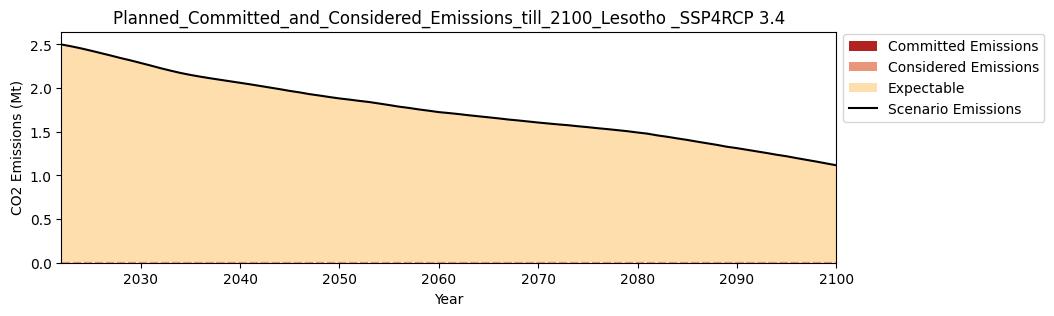 Planned_Committed_and_Considered_Emissions_till_2100_Lesotho _SSP4RCP 3.4
CO2 Emissions (Mt)
2.5
2.0
1.5
1.0
0.5
0.0
2030 2040 2050 2060 2070 2080 2090 2100
Year
Committed Emissions
Considered Emissions
Expectable
Scenario Emissions